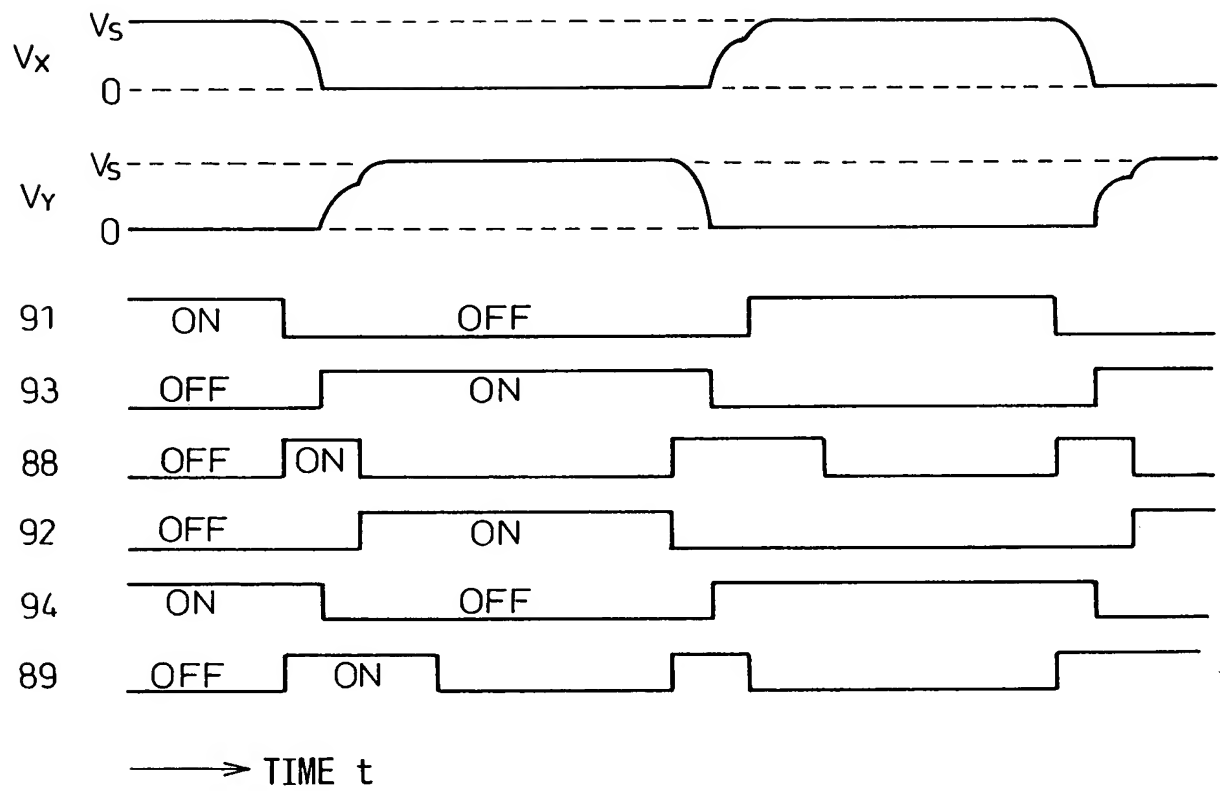 Vs
Vx
0
Vs
VY
0
91 ON OFF
93 OFF ON
88 OFF ON
92 OFF ON
94 ON OFF
89 OFF ON
TIME t